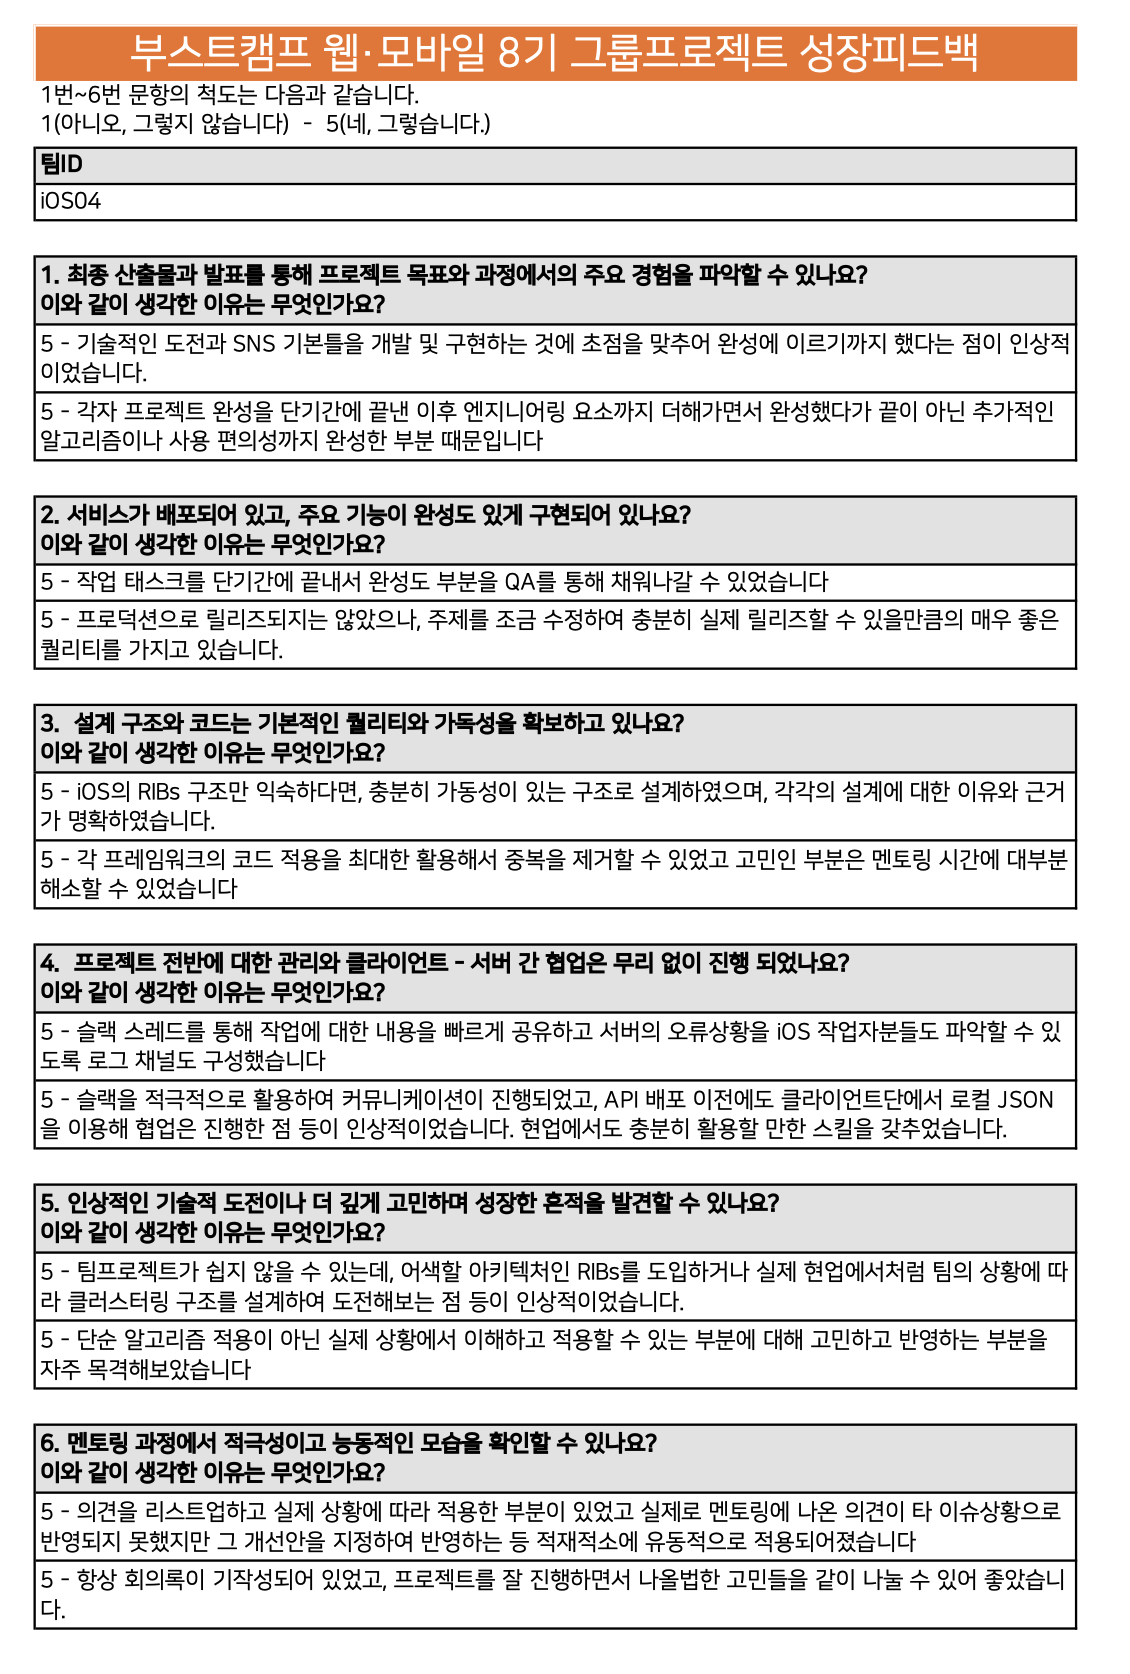 부스트캠프 웹·모바일 8기 그룹프로젝트 성장피드백
1번~6번 문항의 척도는 다음과 같습니다.
1(아니오, 그렇지 않습니다) - 5(네, 그렇습니다.)
팀ID
iOS04
1. 최종 산출물과 발표를 통해 프로젝트 목표와 과정에서의 주요 경험을 파악할 수 있나요?
이와 같이 생각한 이유는 무엇인가요?
5 - 기술적인 도전과 SNS 기본틀을 개발 및 구현하는 것에 초점을 맞추어 완성에 이르기까지 했다는 점이 인상적
이었습니다.
5 - 각자 프로젝트 완성을 단기간에 끝낸 이후 엔지니어링 요소까지 더해가면서 완성했다가 끝이 아닌 추가적인
알고리즘이나 사용 편의성까지 완성한 부분 때문입니다
2. 서비스가 배포되어 있고, 주요 기능이 완성도 있게 구현되어 있나요?
이와 같이 생각한 이유는 무엇인가요?
5 - 작업 태스크를 단기간에 끝내서 완성도 부분을 QA를 통해 채워나갈 수 있었습니다
5 - 프로덕션으로 릴리즈되지는 않았으나, 주제를 조금 수정하여 충분히 실제 릴리즈할 수 있을만큼의 매우 좋은
퀄리티를 가지고 있습니다.
3. 설계 구조와 코드는 기본적인 퀄리티와 가독성을 확보하고 있나요?
이와 같이 생각한 이유는 무엇인가요?
5 - iOS의 RIBs 구조만 익숙하다면, 충분히 가동성이 있는 구조로 설계하였으며, 각각의 설계에 대한 이유와 근거
가 명확하였습니다.
5 - 각 프레임워크의 코드 적용을 최대한 활용해서 중복을 제거할 수 있었고 고민인 부분은 멘토링 시간에 대부분
해소할 수 있었습니다
4. 프로젝트 전반에 대한 관리와 클라이언트 - 서버 간 협업은 무리 없이 진행 되었나요?
이와 같이 생각한 이유는 무엇인가요?
5 - 슬랙 스레드를 통해 작업에 대한 내용을 빠르게 공유하고 서버의 오류상황을 iOS 작업자분들도 파악할 수 있
도록 로그 채널도 구성했습니다
5 - 슬랙을 적극적으로 활용하여 커뮤니케이션이 진행되었고, API 배포 이전에도 클라이언트단에서 로컬 JSON
을 이용해 협업은 진행한 점 등이 인상적이었습니다. 현업에서도 충분히 활용할 만한 스킬을 갖추었습니다.
5. 인상적인 기술적 도전이나 더 깊게 고민하며 성장한 흔적을 발견할 수 있나요?
이와 같이 생각한 이유는 무엇인가요?
5 - 팀프로젝트가 쉽지 않을 수 있는데, 어색할 아키텍처인 RIBs를 도입하거나 실제 현업에서처럼 팀의 상황에 따
라 클러스터링 구조를 설계하여 도전해보는 점 등이 인상적이었습니다.
5 - 단순 알고리즘 적용이 아닌 실제 상황에서 이해하고 적용할 수 있는 부분에 대해 고민하고 반영하는 부분을
자주 목격해보았습니다
6. 멘토링 과정에서 적극성이고 능동적인 모습을 확인할 수 있나요?
이와 같이 생각한 이유는 무엇인가요?
5 - 의견을 리스트업하고 실제 상황에 따라 적용한 부분이 있었고 실제로 멘토링에 나온 의견이 타 이슈상황으로
반영되지 못했지만 그 개선안을 지정하여 반영하는 등 적재적소에 유동적으로 적용되어졌습니다
5 - 항상 회의록이 기작성되어 있었고, 프로젝트를 잘 진행하면서 나올법한 고민들을 같이 나눌 수 있어 좋았습니
다.